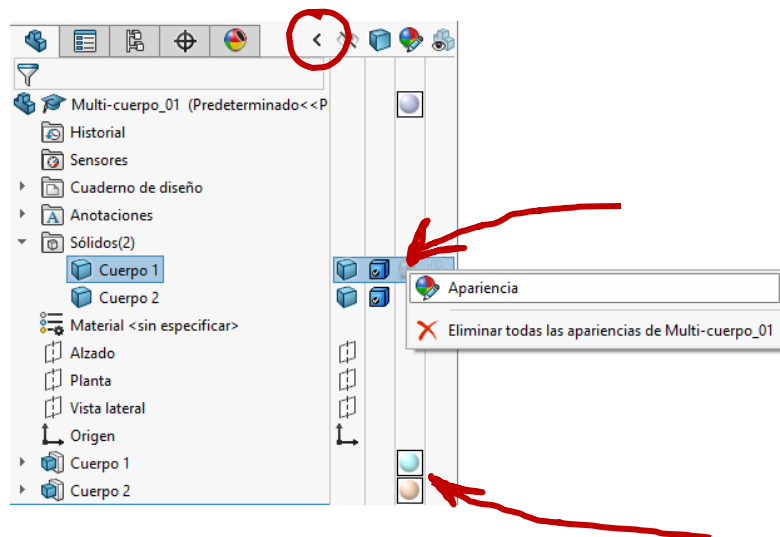 Multi-cuerpo_01 (Predeterminado<<P
Historial
Sensores
Cuaderno de diseño
A Anotaciones
Sólidos(2)
Cuerpo 1
Cuerpo 2
Apariencia
Material <sin especificar>
Eliminar todas las apariencias de Multi-cuerpo_01
Alzado
Planta
Vista lateral
Origen
Cuerpo 1
Cuerpo 2